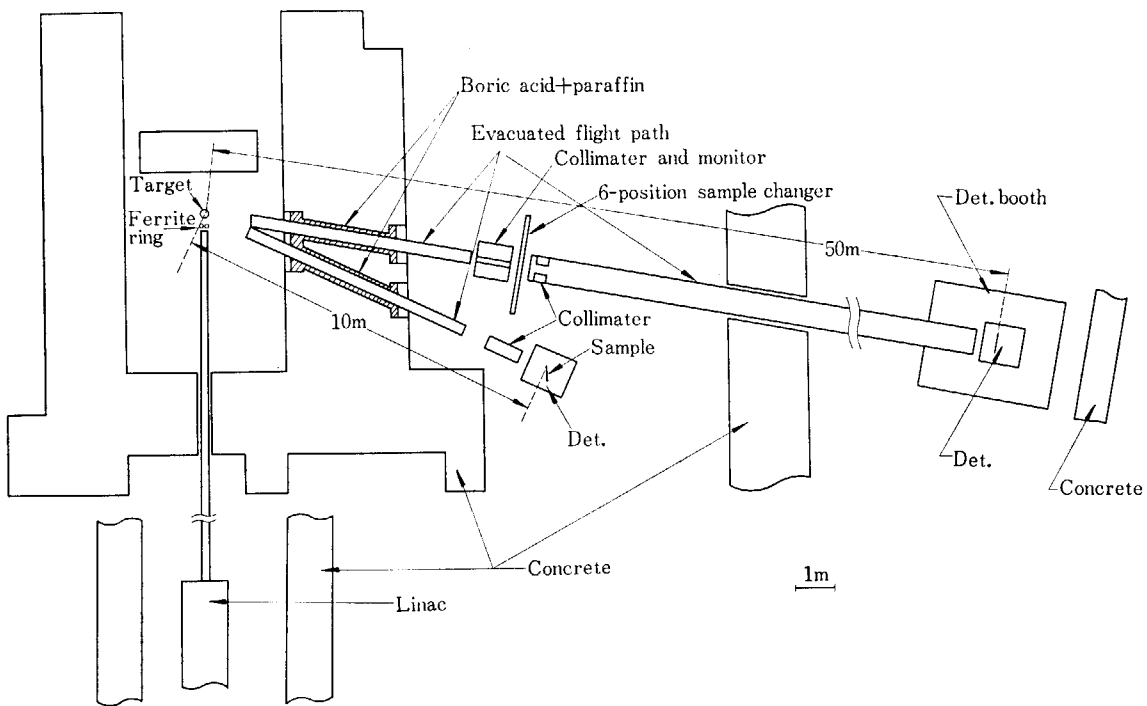 Boric acid+paraffin
Evacuated flight path
Collimater and monitor
6-position sample changer
Target
Ferrite
ring
Det. booth
50m
10m
Collimater
Sample
Det.
Det.
Concrete
Concrete
1m
Linac